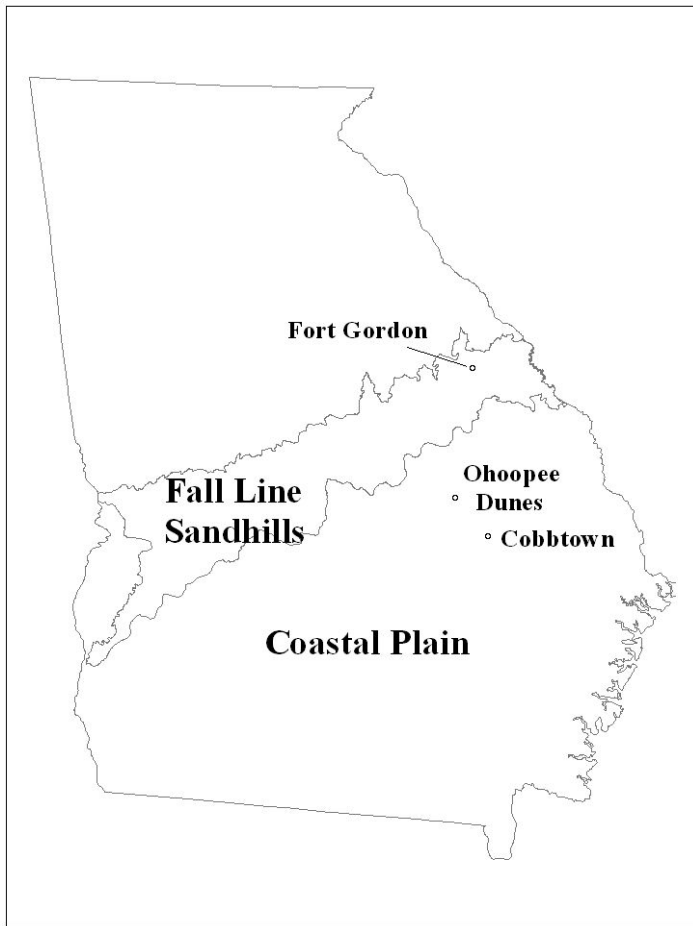 Fort Gordon
Ohoopee
Dunes
Fall Line
Sandhills
Cobbtown
Coastal Plain